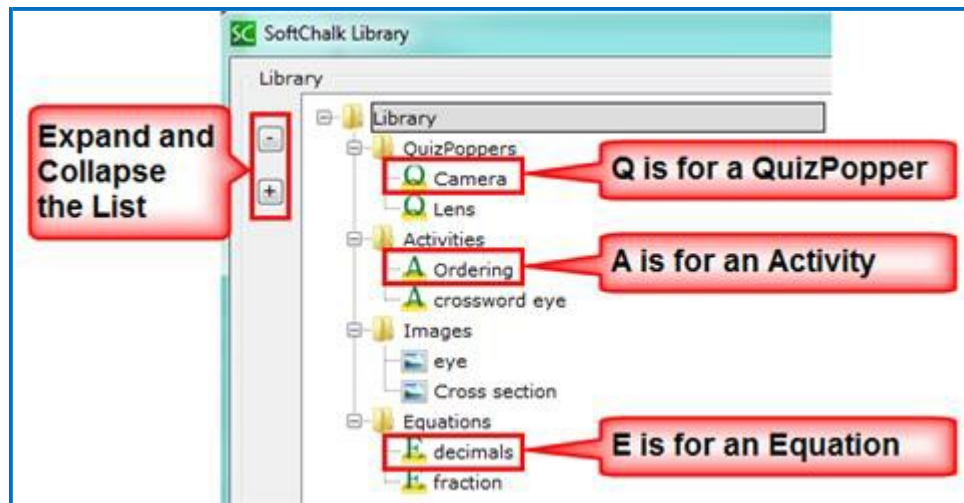 SC SoftChalk Library
Library
Expand and
Collapse
the List
-
+
Library
QuizPoppers
Q Camera
Q is for a QuizPopper
Q Lens
Activities
A Ordering
A is for an Activity
A crossword eye
Images
eye
Cross section
Equations
E decimals
E is for an Equation
E fraction